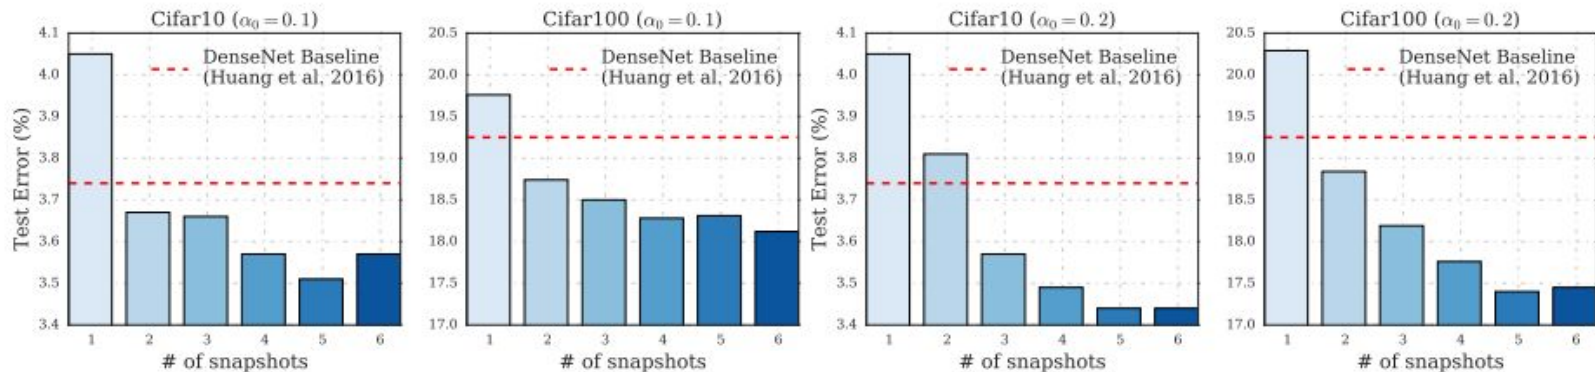 Cifar10 (α₀ = 0.1)
4.1
4.0
3.9
3.8
3.7
3.6
3.5
3.4
Test Error (%)
DenseNet Baseline
(Huang et al. 2016)
1 2 3 4 5 6
# of snapshots
Cifar100 (α₀ = 0.1)
20.5
20.0
19.5
19.0
18.5
18.0
17.5
17.0
DenseNet Baseline
(Huang et al. 2016)
1 2 3 4 5 6
# of snapshots
Cifar10 (α₀ = 0.2)
4.1
4.0
3.9
3.8
3.7
3.6
3.5
3.4
Test Error (%)
DenseNet Baseline
(Huang et al. 2016)
1 2 3 4 5 6
# of snapshots
Cifar100 (α₀ = 0.2)
20.5
20.0
19.5
19.0
18.5
18.0
17.5
17.0
DenseNet Baseline
(Huang et al. 2016)
1 2 3 4 5 6
# of snapshots